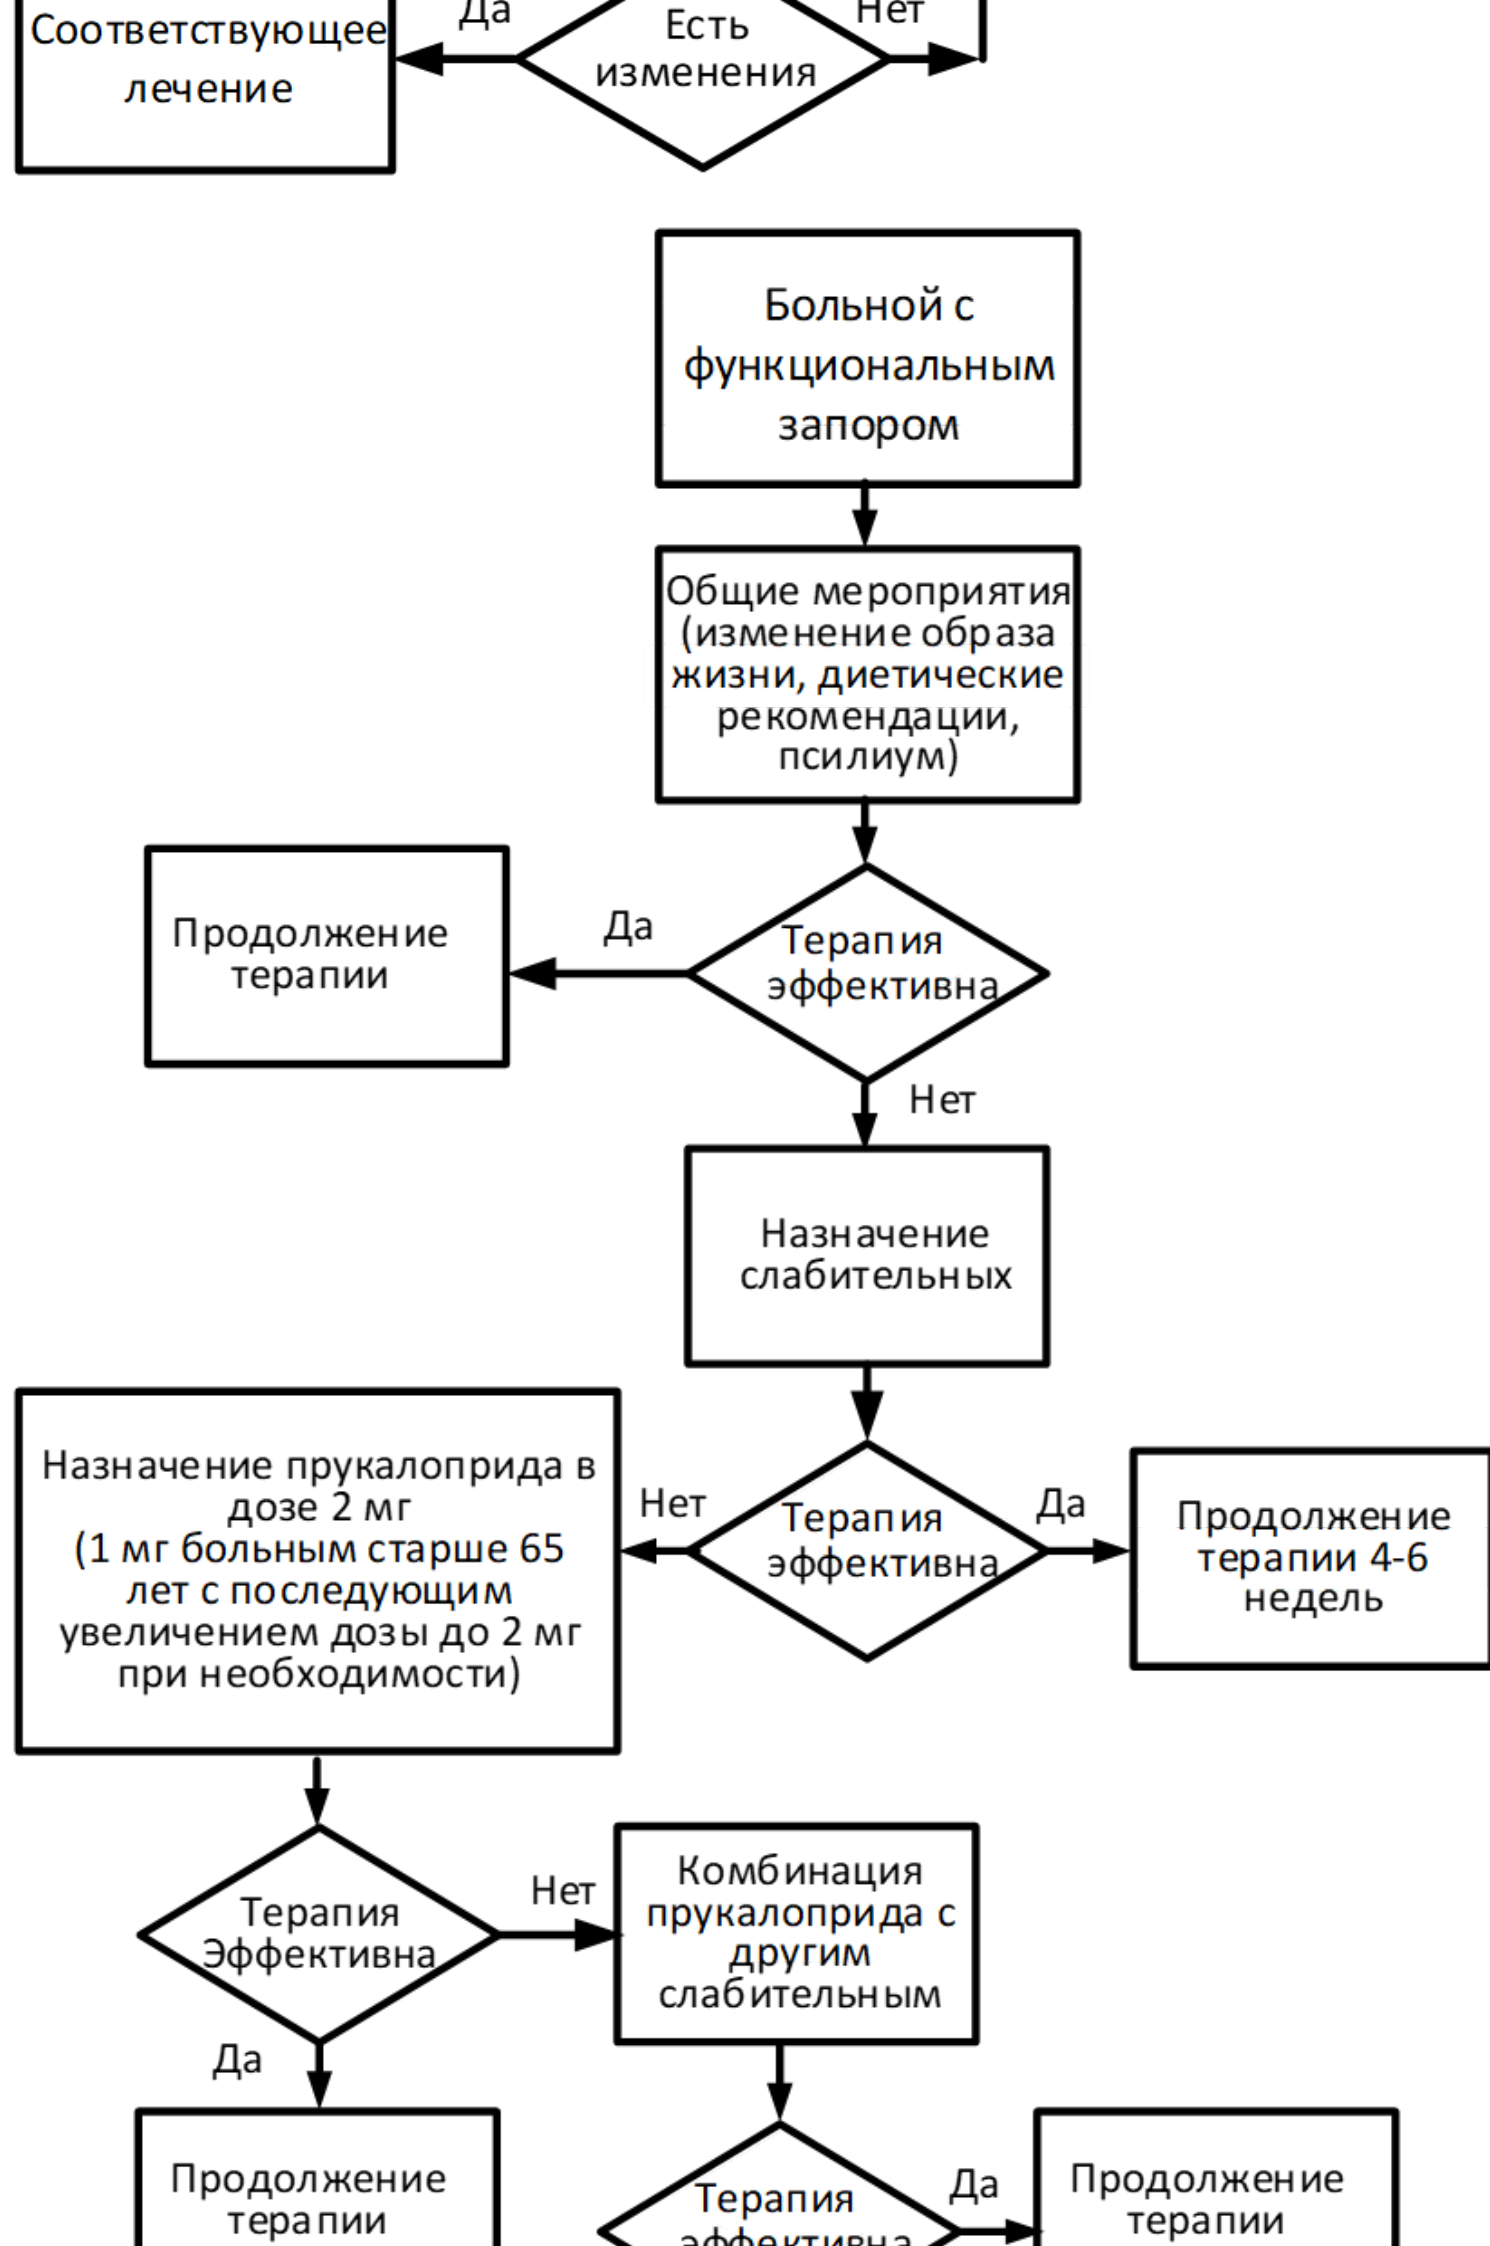 Да
Нет
Соответствующее
лечение
Есть
изменения
Больной с
функциональным
запором
Общие мероприятия
(изменение образа
жизни, диетические
рекомендации,
псилиум)
Продолжение
терапии
Да
Терапия
эффективна
Нет
Назначение
слабительных
Назначение прукалоприда в
дозе 2 мг
(1 мг больным старше 65
лет с последующим
увеличением дозы до 2 мг
при необходимости)
Нет
Терапия
эффективна
Да
Продолжение
терапии 4-6
недель
Терапия
Эффективна
Нет
Комбинация
прукалоприда с
другим
слабительным
Да
Продолжение
терапии
Терапия
эффективна
Да
Продолжение
терапии